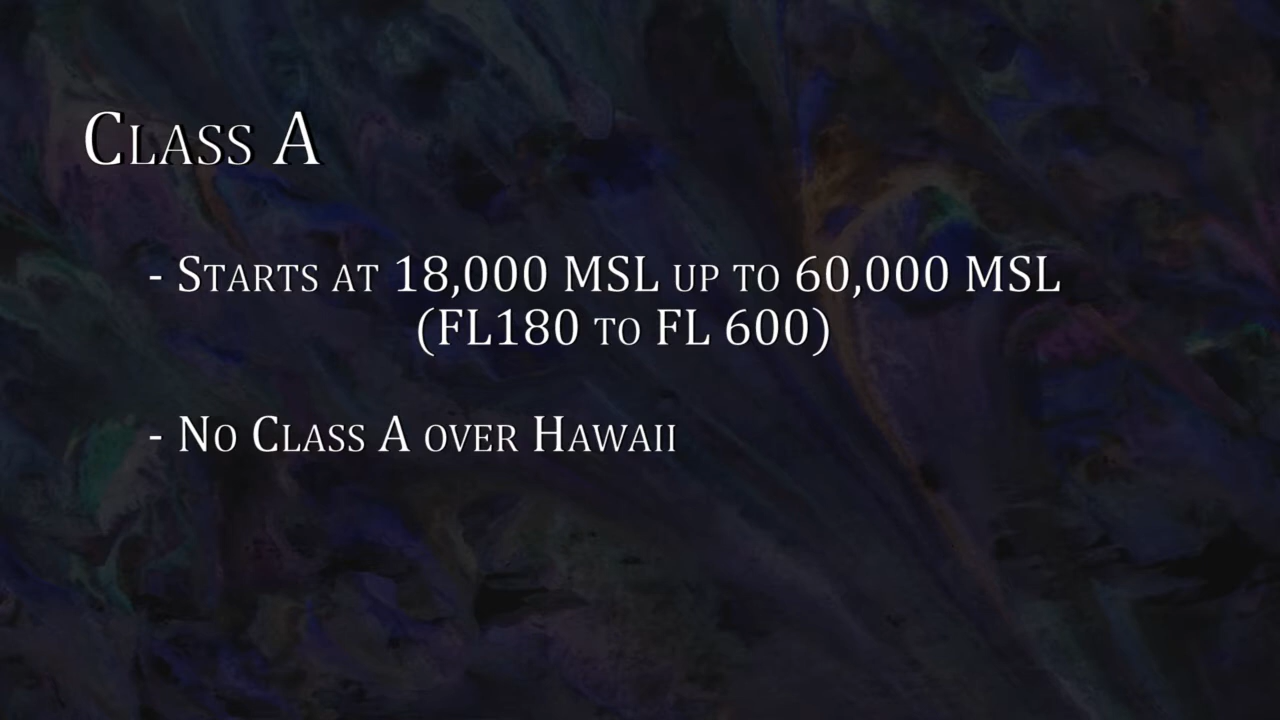 Class A
- Starts at 18,000 MSL up to 60,000 MSL
(FL180 to FL 600)
- No Class A over Hawaii